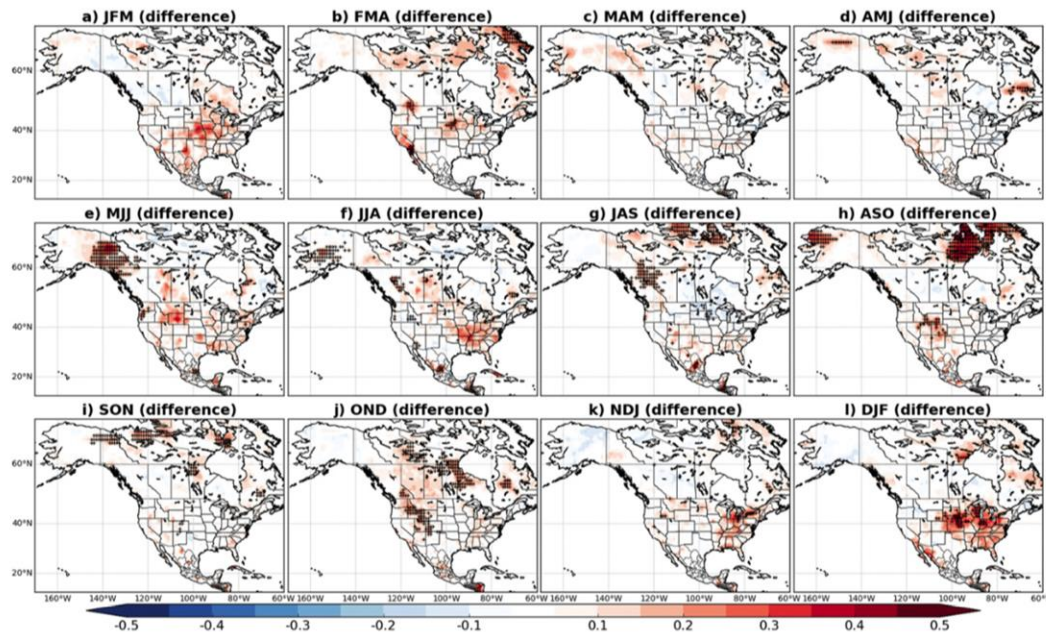 a) JFM (difference) b) FMA (difference) c) MAM (difference) d) AMJ (difference)
60°N
40°N
20°N
e) MJJ (difference) f) JJA (difference) g) JAS (difference) h) ASO (difference)
60°N
40°N
20°N
i) SON (difference) j) OND (difference) k) NDJ (difference) l) DJF (difference)
60°N
40°N
20°N
160°W 140°W 120°W 100°W 80°W 60°W 160°W 140°W 120°W 100°W 80°W 60°W 160°W 140°W 120°W 100°W 80°W 60°W 160°W 140°W 120°W 100°W 80°W 60°
-0.5 -0.4 -0.3 -0.2 -0.1 0.1 0.2 0.3 0.4 0.5